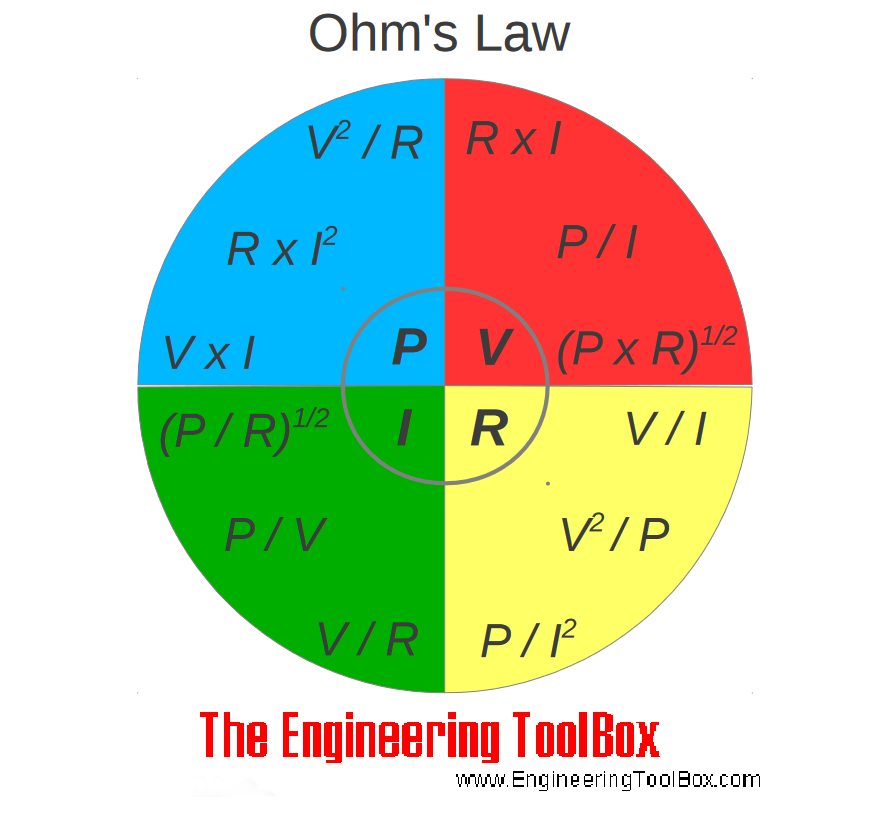 Ohm's Law
V² / R
R x I²
V x I
P
R x I
P / I
(P x R)^1/2
V
(P / R)^1/2
P / V
V / R
I
V / I
V² / P
P / I²
R
The Engineering ToolBox
www.EngineeringToolBox.com